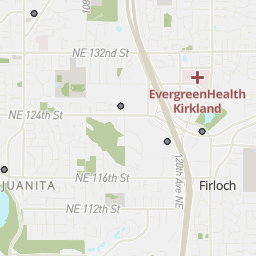 108
NE 132nd St
EvergreenHealth
Kirkland
NE 124th St
120th Ave NE
JUANITA
NE 116th St
Firloch
NE 112th St